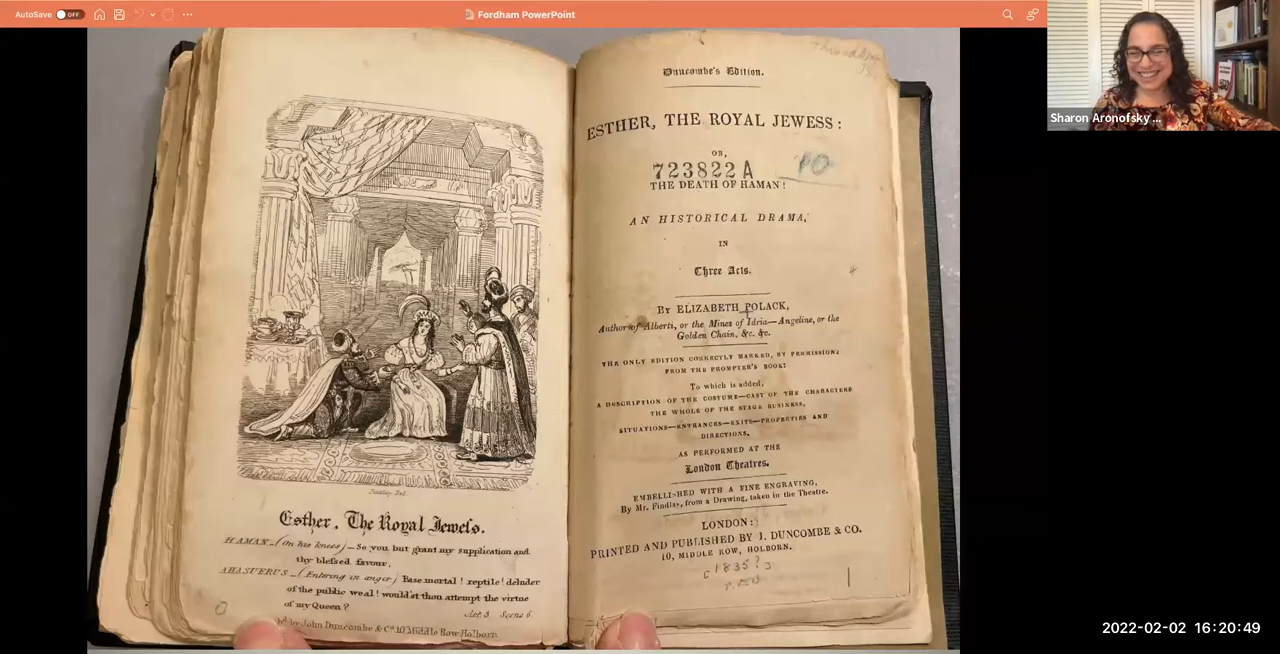 AutoSave OFF
Fordham PowerPoint
Sharon Aronofsky ...
Esther, The Royal Jewess.
HAMAN_(On his knees)_So you but grant my supplication and
thy blessed favour,
AHASUERUS_(Entering in anger) Base mortal! reptile! deluder
of the public weal! would'st thou attempt the virtue
of my Queen?
Act 3 Scene 6.
by John Duncombe & Co. 10 Middle Row Holborn.
Duncombe's Edition.
ESTHER, THE ROYAL JEWESS:
OR,
723822 A
10
THE DEATH OF HAMAN!
AN HISTORICAL DRAMA,
IN
Three Acts.
BY ELIZABETH POLACK,
Author of Alberti, or the Mines of Idria—Angeline, or the
Golden Chain, &c. &c.
THE ONLY EDITION CORRECTLY MARKED, BY PERMISSION,
FROM THE PROMPTER'S BOOK:
To which is added,
A DESCRIPTION OF THE COSTUME—CAST OF THE CHARACTERS
THE WHOLE OF THE STAGE BUSINESS,
SITUATIONS—ENTRANCES—EXITS—PROPERTIES AND
DIRECTIONS,
AS PERFORMED AT THE
London Theatres.
EMBELLISHED WITH A FINE ENGRAVING,
By Mr. Findlay, from a Drawing, taken in the Theatre.
LONDON:
PRINTED AND PUBLISHED BY J. DUNCOMBE & CO.
10, MIDDLE ROW, HOLBORN.
[1835?]
2022-02-02 16:20:49